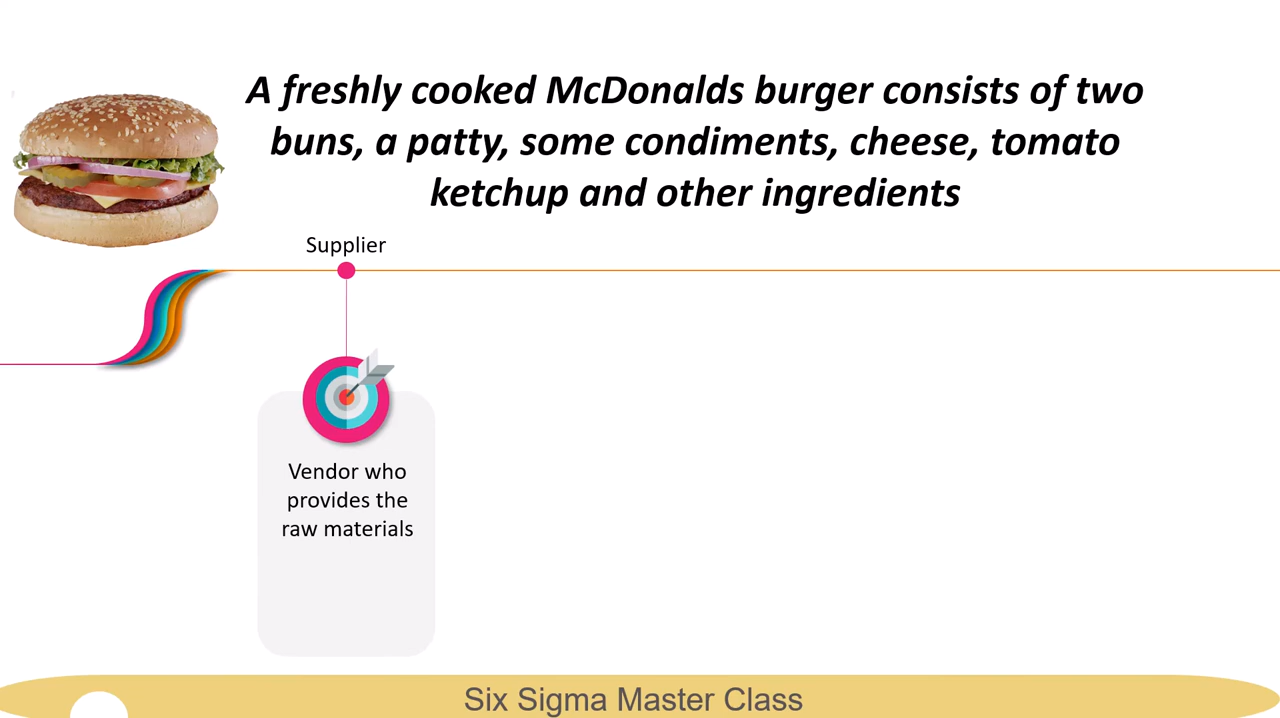 A freshly cooked McDonalds burger consists of two
buns, a patty, some condiments, cheese, tomato
ketchup and other ingredients
Supplier
Vendor who
provides the
raw materials
Six Sigma Master Class